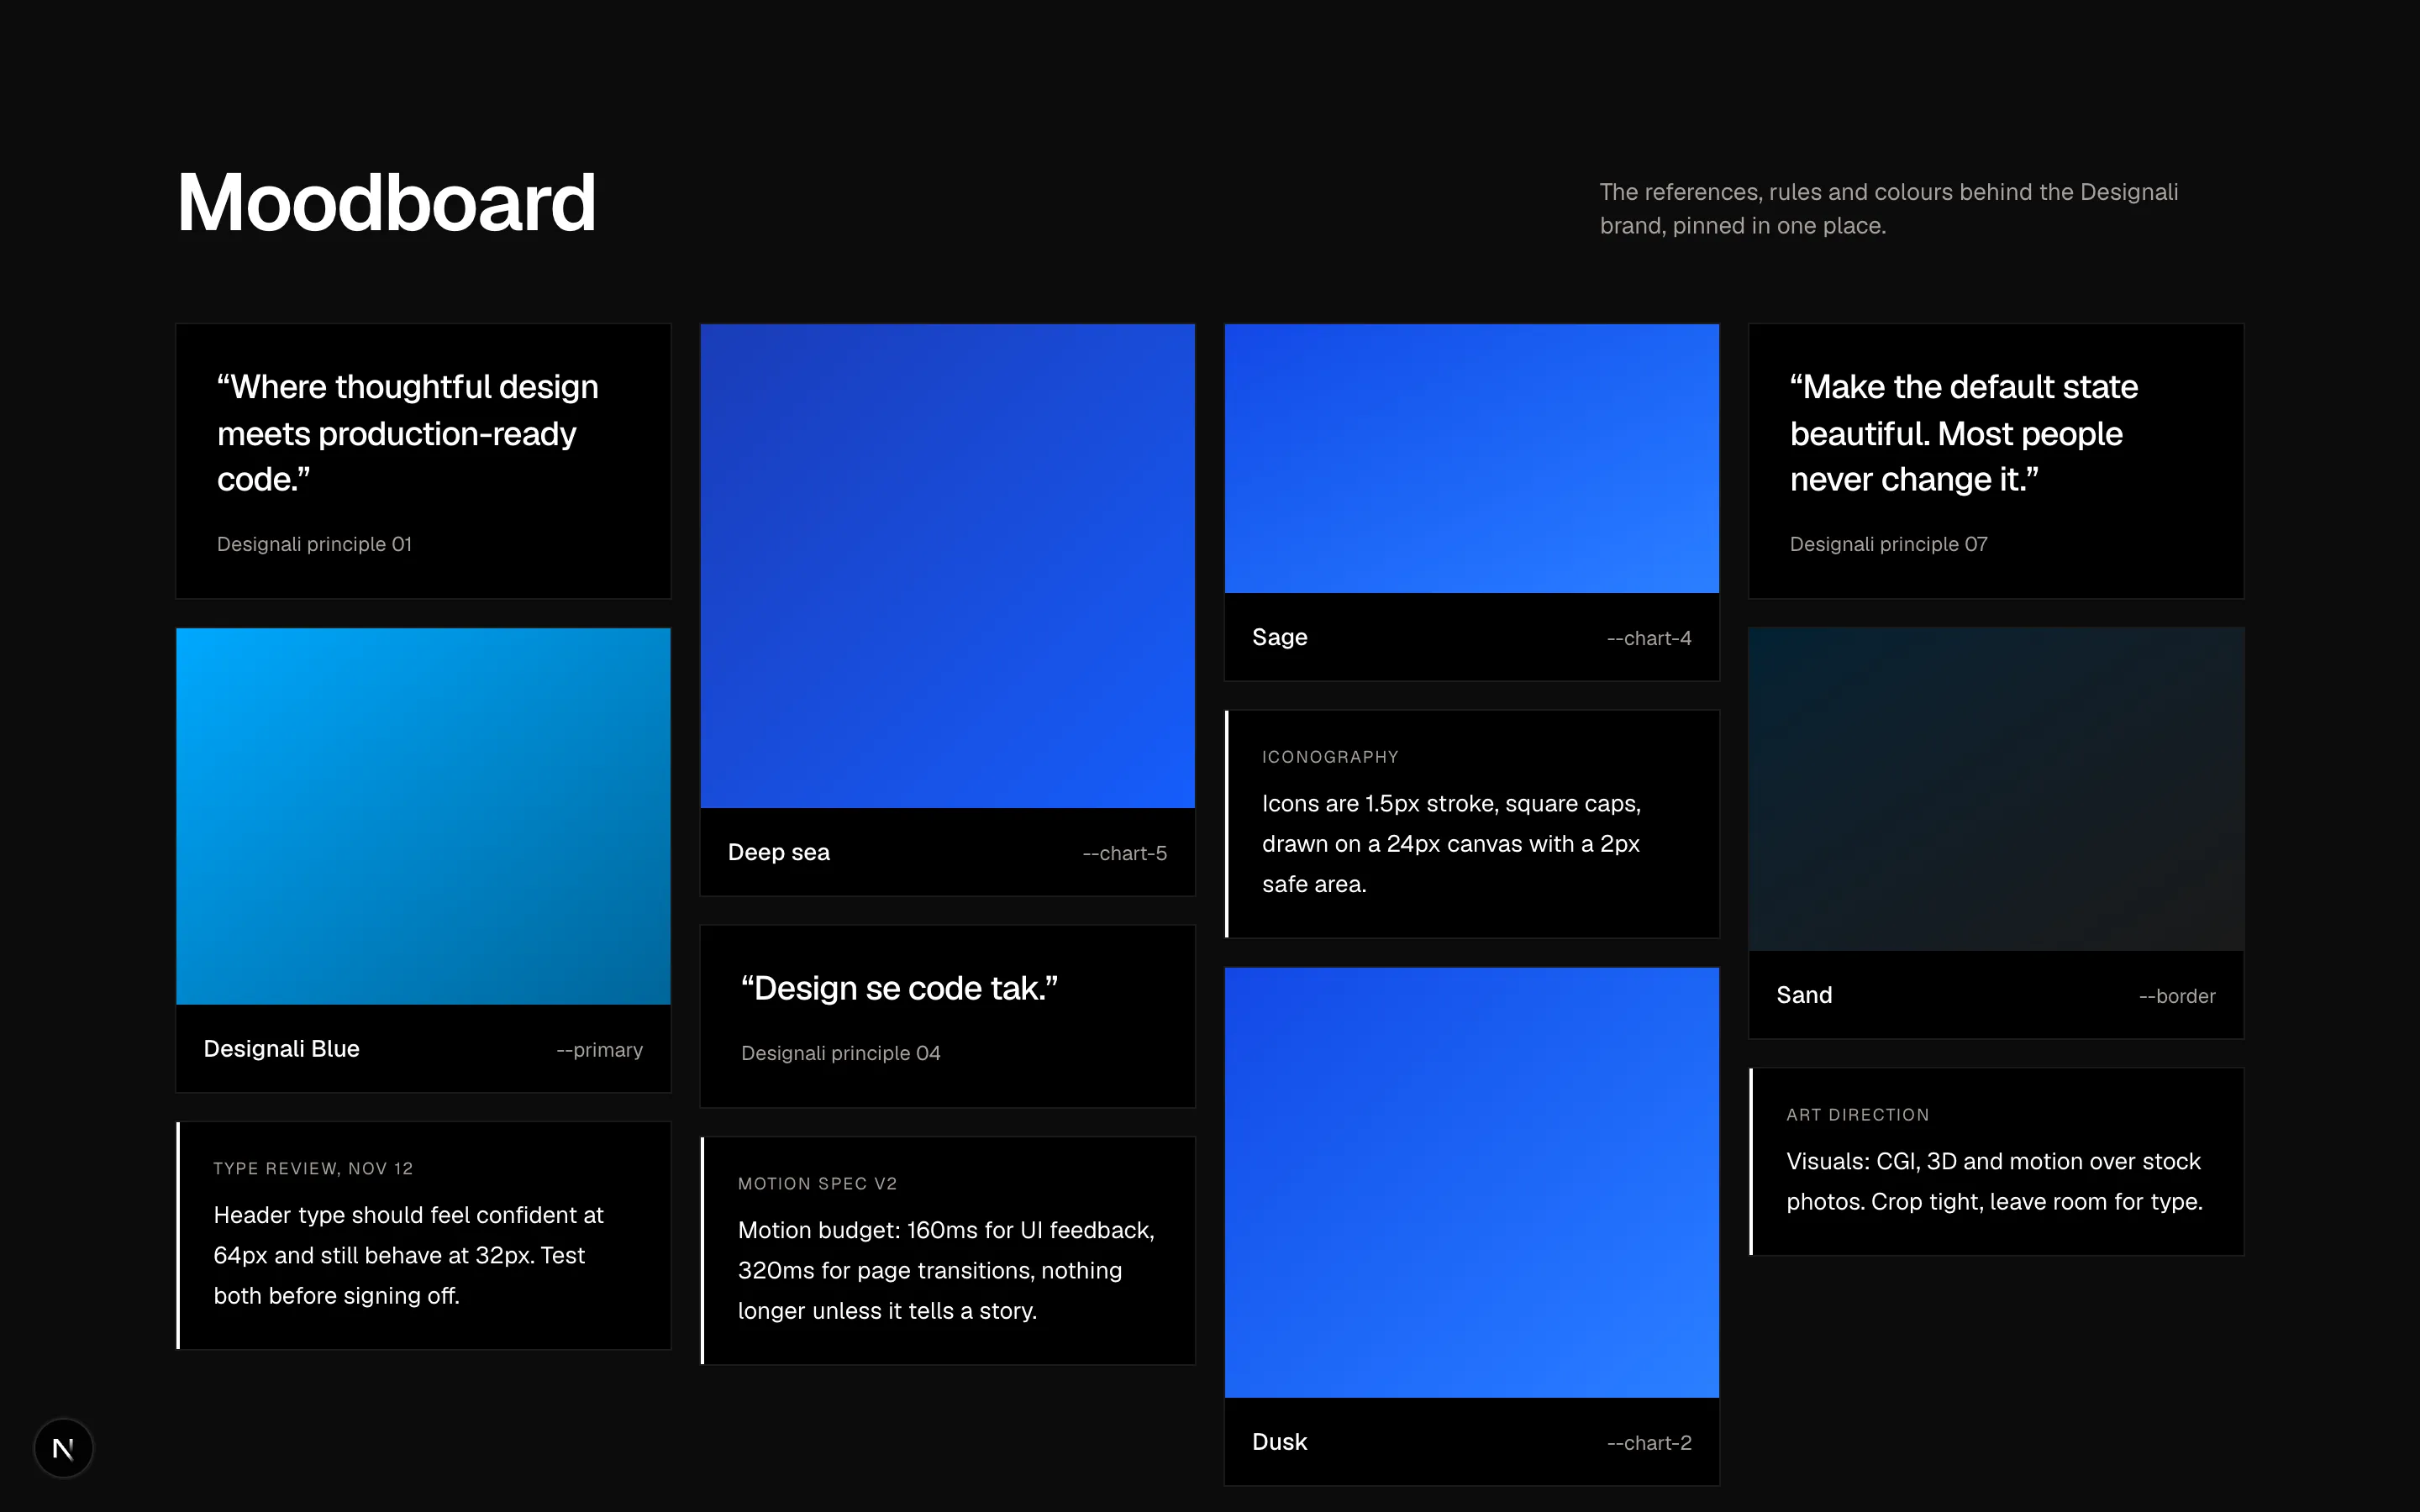 Moodboard
The references, rules and colours behind the Designali
brand, pinned in one place.
“Where thoughtful design
meets production-ready
code.”
Designali principle 01
Designali Blue
--primary
TYPE REVIEW, NOV 12
Header type should feel confident at
64px and still behave at 32px. Test
both before signing off.
Deep sea
--chart-5
“Design se code tak.”
Designali principle 04
MOTION SPEC V2
Motion budget: 160ms for UI feedback,
320ms for page transitions, nothing
longer unless it tells a story.
Sage
--chart-4
ICONOGRAPHY
Icons are 1.5px stroke, square caps,
drawn on a 24px canvas with a 2px
safe area.
Dusk
--chart-2
“Make the default state
beautiful. Most people
never change it.”
Designali principle 07
Sand
--border
ART DIRECTION
Visuals: CGI, 3D and motion over stock
photos. Crop tight, leave room for type.
N